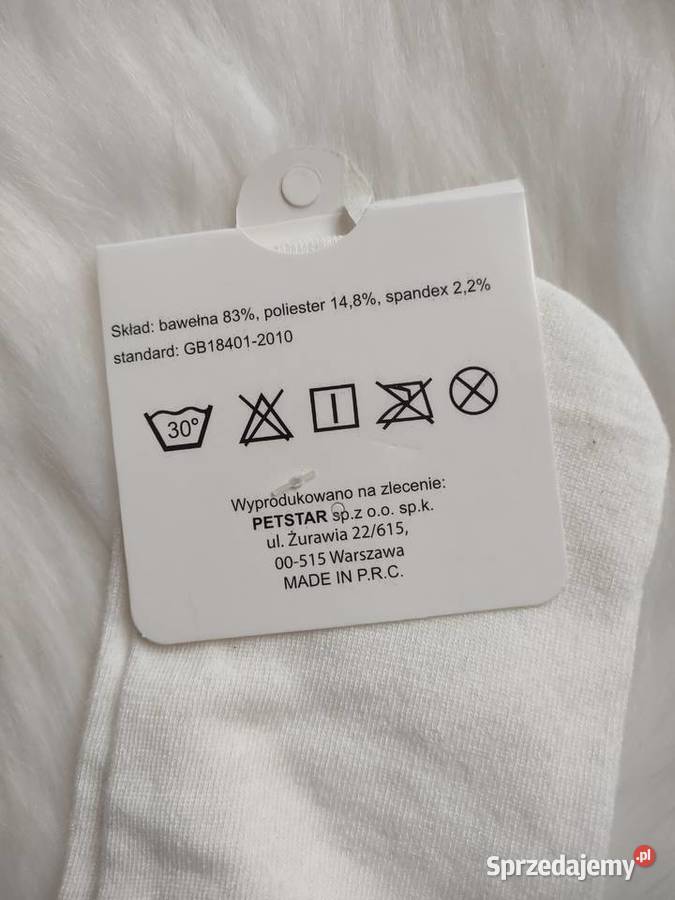 Skład: bawełna 83%, poliester 14,8%, spandex 2,2%
standard: GB18401-2010
30°
Wyprodukowano na zlecenie:
PETSTAR sp.z o.o. sp.k.
ul. Żurawia 22/615,
00-515 Warszawa
MADE IN P.R.C.
Sprzedajemy.pl